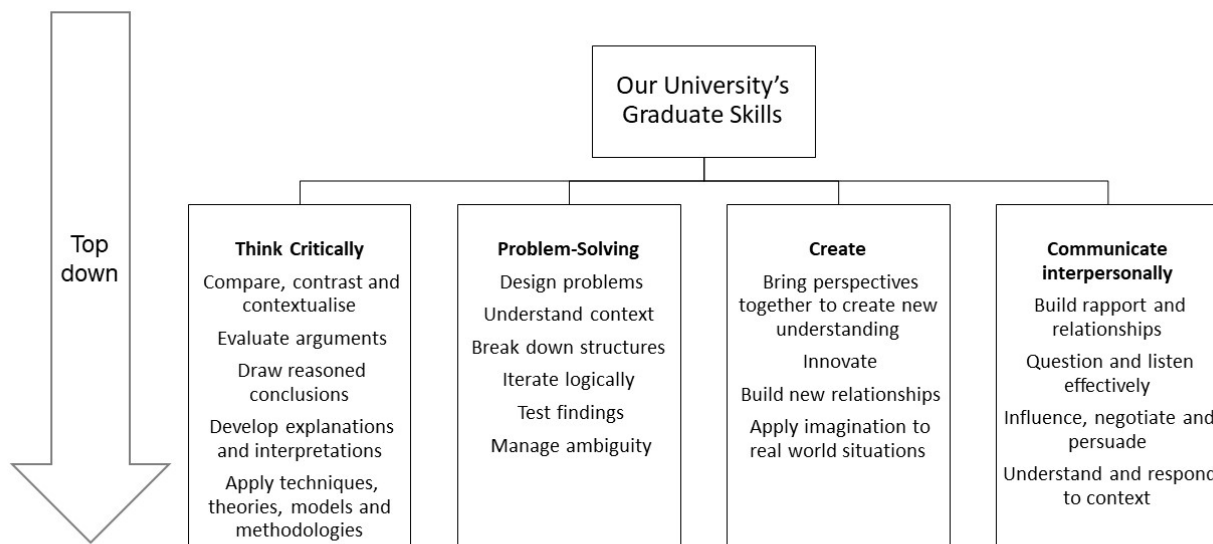 Top
down
Our University's
Graduate Skills
Think Critically
Compare, contrast and
contextualise
Evaluate arguments
Draw reasoned
conclusions
Develop explanations
and interpretations
Apply techniques,
theories, models and
methodologies
Problem-Solving
Design problems
Understand context
Break down structures
Iterate logically
Test findings
Manage ambiguity
Create
Bring perspectives
together to create new
understanding
Innovate
Build new relationships
Apply imagination to
real world situations
Communicate
interpersonally
Build rapport and
relationships
Question and listen
effectively
Influence, negotiate and
persuade
Understand and respond
to context